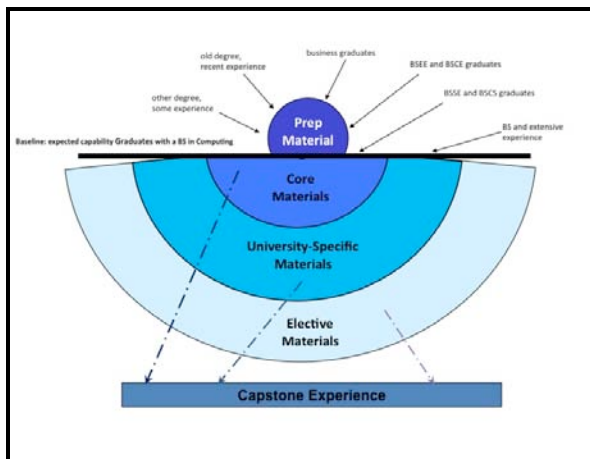 business graduates
old degree,
recent experience
BSEE and BSCE graduates
BSSE and BSCS graduates
other degree,
some experience
Prep
Material
BS and extensive
experience
Baseline: expected capability Graduates with a BS in Computing
Core
Materials
University-Specific
Materials
Elective
Materials
Capstone Experience